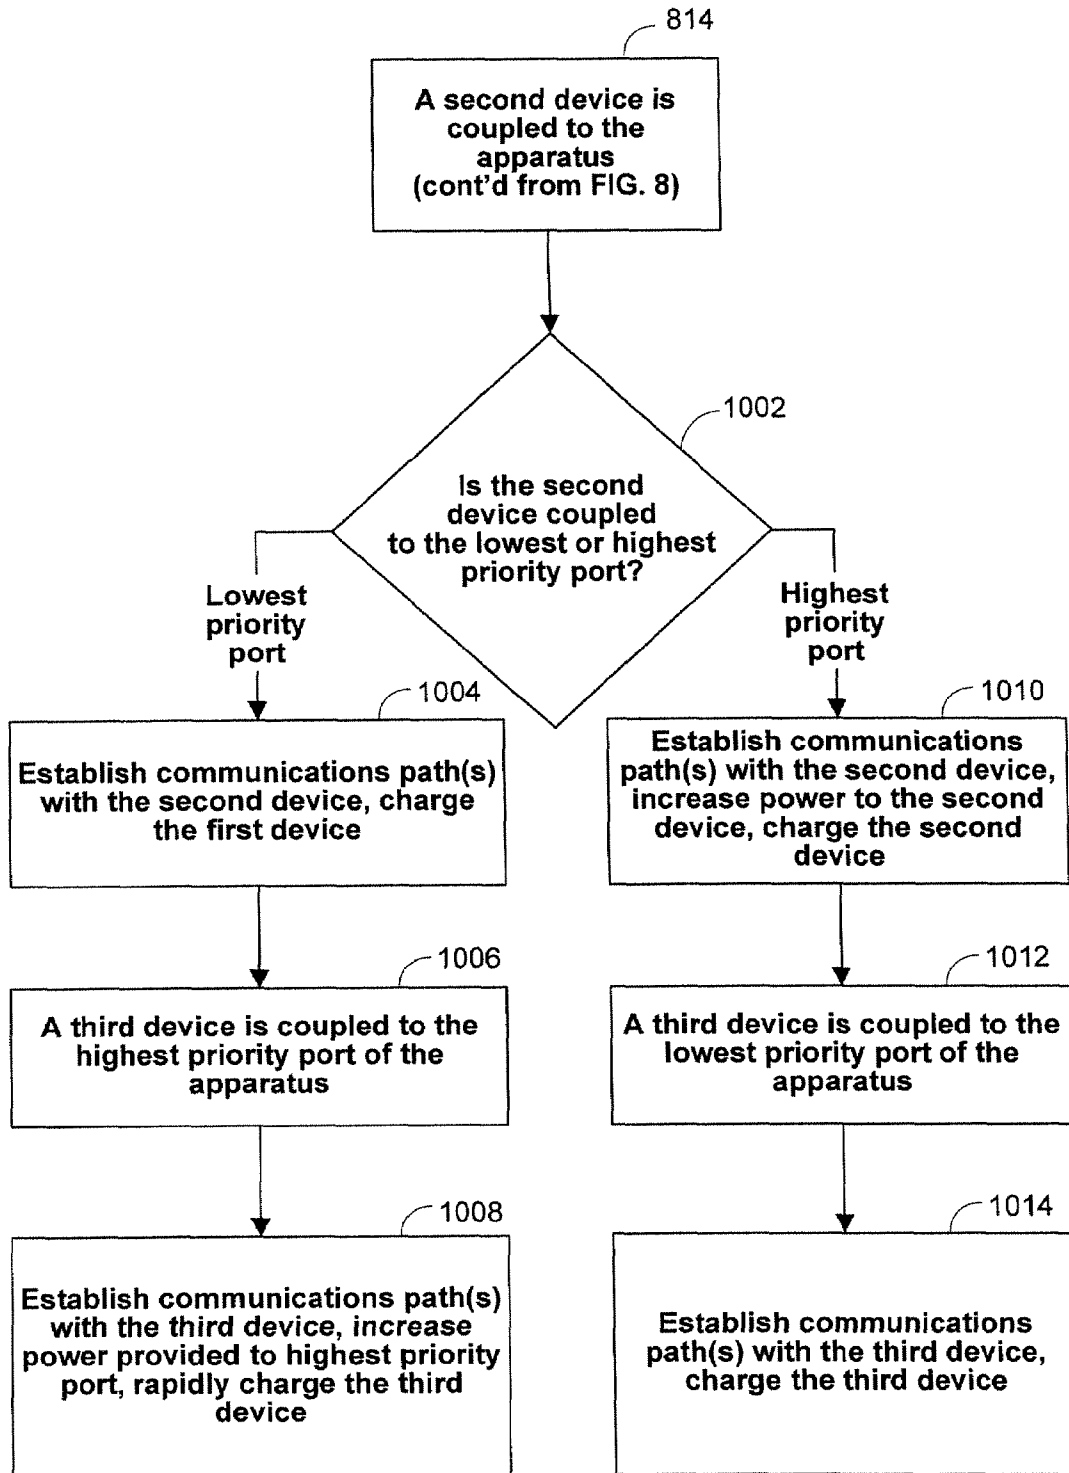 814
A second device is
coupled to the
apparatus
(cont'd from FIG. 8)
1002
Is the second
device coupled
to the lowest or highest
priority port?
Lowest
priority
port
Highest
priority
port
1004
Establish communications path(s)
with the second device, charge
the first device
1010
Establish communications
path(s) with the second device,
increase power to the second
device, charge the second
device
1006
A third device is coupled to the
highest priority port of the
apparatus
1012
A third device is coupled to the
lowest priority port of the
apparatus
1008
Establish communications path(s)
with the third device, increase
power provided to highest priority
port, rapidly charge the third
device
1014
Establish communications
path(s) with the third device,
charge the third device